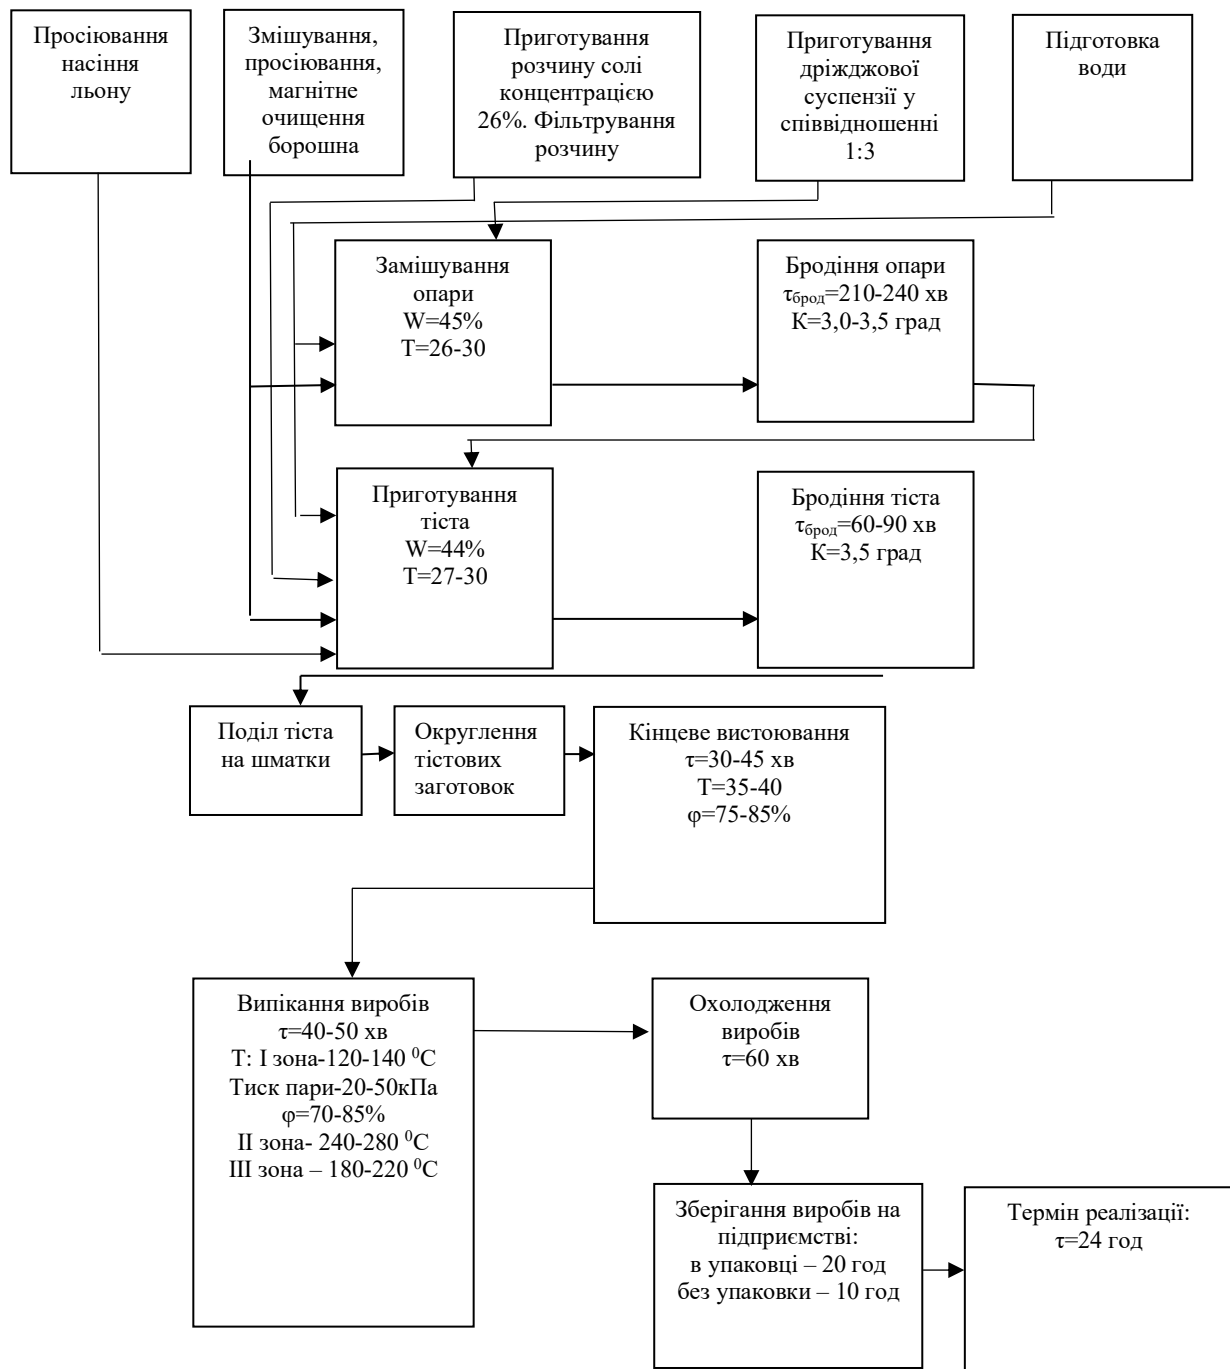 Просіювання
насіння
льону
Змішування,
просіювання,
магнітне
очищення
борошна
Приготування
розчину солі
концентрацією
26%. Фільтрування
розчину
Приготування
дріжджової
суспензії у
співвідношенні
1:3
Підготовка
води
Замішування
опари
W=45%
T=26-30
Бродіння опари
τброд=210-240 хв
К=3,0-3,5 град
Приготування
тіста
W=44%
T=27-30
Бродіння тіста
τброд=60-90 хв
К=3,5 град
Поділ тіста
на шматки
Округлення
тістових
заготовок
Кінцеве вистоювання
τ=30-45 хв
T=35-40
φ=75-85%
Випікання виробів
τ=40-50 хв
Т: І зона-120-140 ⁰С
Тиск пари-20-50кПа
φ=70-85%
ІІ зона- 240-280 ⁰С
ІІІ зона – 180-220 ⁰С
Охолодження
виробів
τ=60 хв
Зберігання виробів на
підприємстві:
в упаковці – 20 год
без упаковки – 10 год
Термін реалізації:
τ=24 год